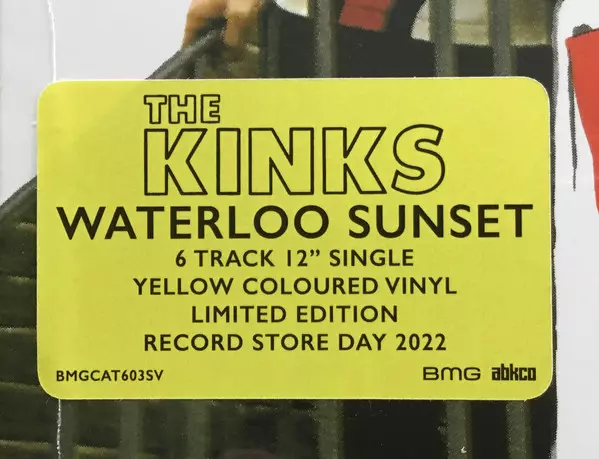 THE
KINKS
WATERLOO SUNSET
6 TRACK 12” SINGLE
YELLOW COLOURED VINYL
LIMITED EDITION
RECORD STORE DAY 2022
BMGCAT603SV BMG abkco